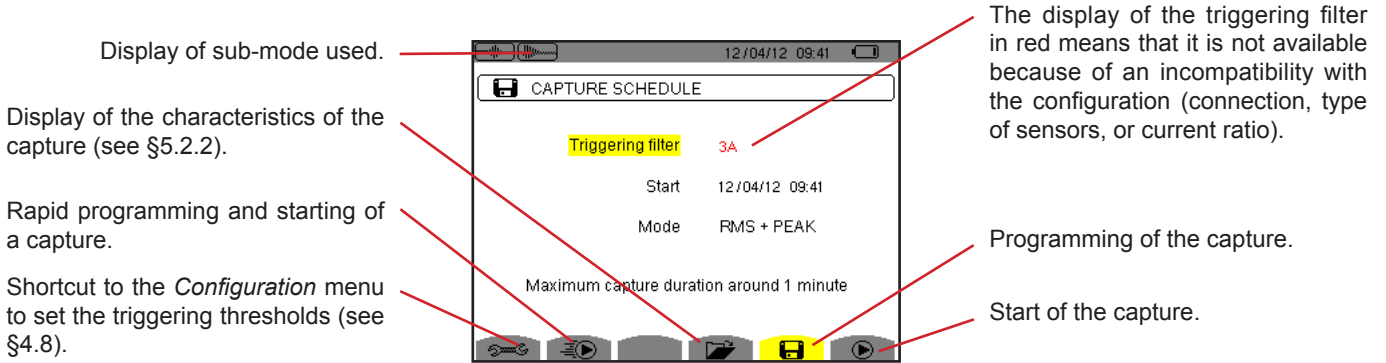 Display of sub-mode used.
Display of the characteristics of the
capture (see §5.2.2).
Rapid programming and starting of
a capture.
Shortcut to the Configuration menu
to set the triggering thresholds (see
§4.8).
12/04/12 09:41
CAPTURE SCHEDULE
Triggering filter 3A
Start 12/04/12 09:41
Mode RMS + PEAK
Maximum capture duration around 1 minute
The display of the triggering filter
in red means that it is not available
because of an incompatibility with
the configuration (connection, type
of sensors, or current ratio).
Programming of the capture.
Start of the capture.